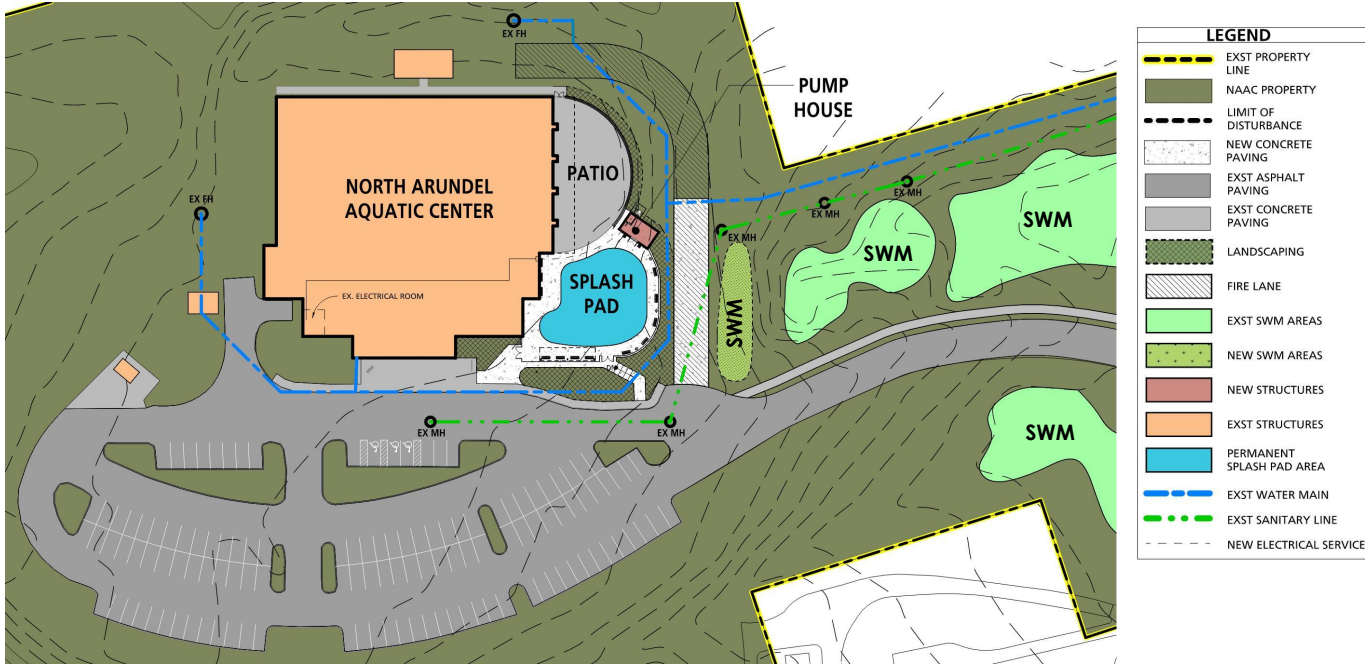 EX FH
PUMP
HOUSE
PATIO
NORTH ARUNDEL
AQUATIC CENTER
EX FH
EX MH
EX MH
EX MH
SWM
SWM
SPLASH
PAD
EX. ELECTRICAL ROOM
SWM
DN
EX MH
EX MH
SWM
LEGEND
EXST PROPERTY
LINE
NAAC PROPERTY
LIMIT OF
DISTURBANCE
NEW CONCRETE
PAVING
EXST ASPHALT
PAVING
EXST CONCRETE
PAVING
LANDSCAPING
FIRE LANE
EXST SWM AREAS
NEW SWM AREAS
NEW STRUCTURES
EXST STRUCTURES
PERMANENT
SPLASH PAD AREA
EXST WATER MAIN
EXST SANITARY LINE
NEW ELECTRICAL SERVICE